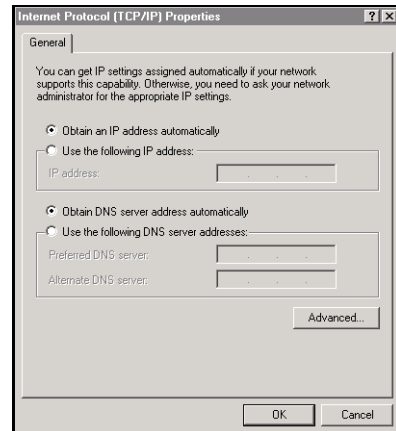 Internet Protocol (TCP/IP) Properties
General
You can get IP settings assigned automatically if your network
supports this capability. Otherwise, you need to ask your network
administrator for the appropriate IP settings.
Obtain an IP address automatically
Use the following IP address:
IP address:
Obtain DNS server address automatically
Use the following DNS server addresses:
Preferred DNS server:
Alternate DNS server:
Advanced...
OK Cancel